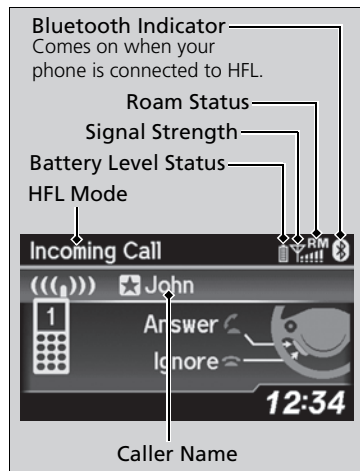 Bluetooth Indicator
Comes on when your
phone is connected to HFL.
Roam Status
Signal Strength
Battery Level Status
HFL Mode
Incoming Call RM
John
1
Answer
Ignore
12:34
Caller Name